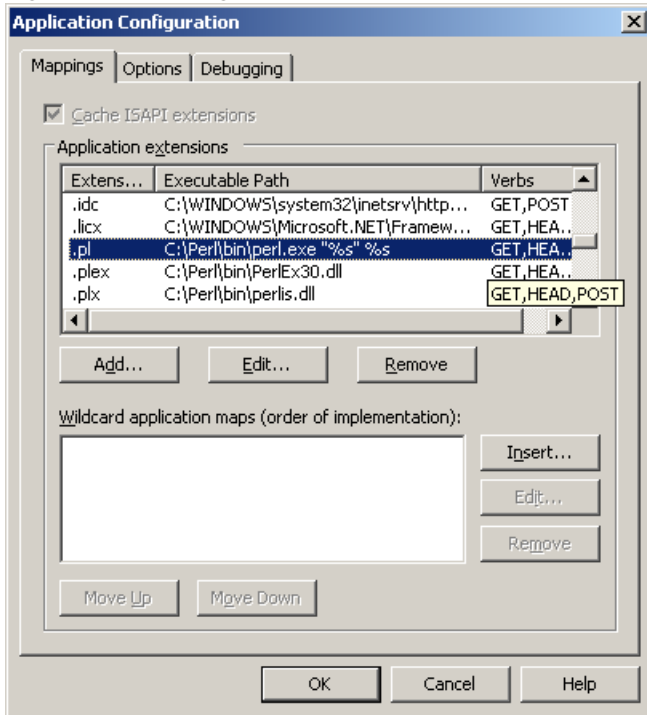 Application Configuration
Mappings Options Debugging
Cache ISAPI extensions
Application extensions
Extens... Executable Path Verbs
.idc C:\WINDOWS\system32\inetsrv\http... GET,POST
.licx C:\WINDOWS\Microsoft.NET\Framew... GET,HEA..
.pl C:\Perl\bin\perl.exe "%s" %s GET,HEA..
.plex C:\Perl\bin\PerlEx30.dll GET,HEA..
.plx C:\Perl\bin\perlis.dll GET,HEAD,POST
Add... Edit... Remove
Wildcard application maps (order of implementation):
Insert...
Edit...
Remove
Move Up Move Down
OK Cancel Help